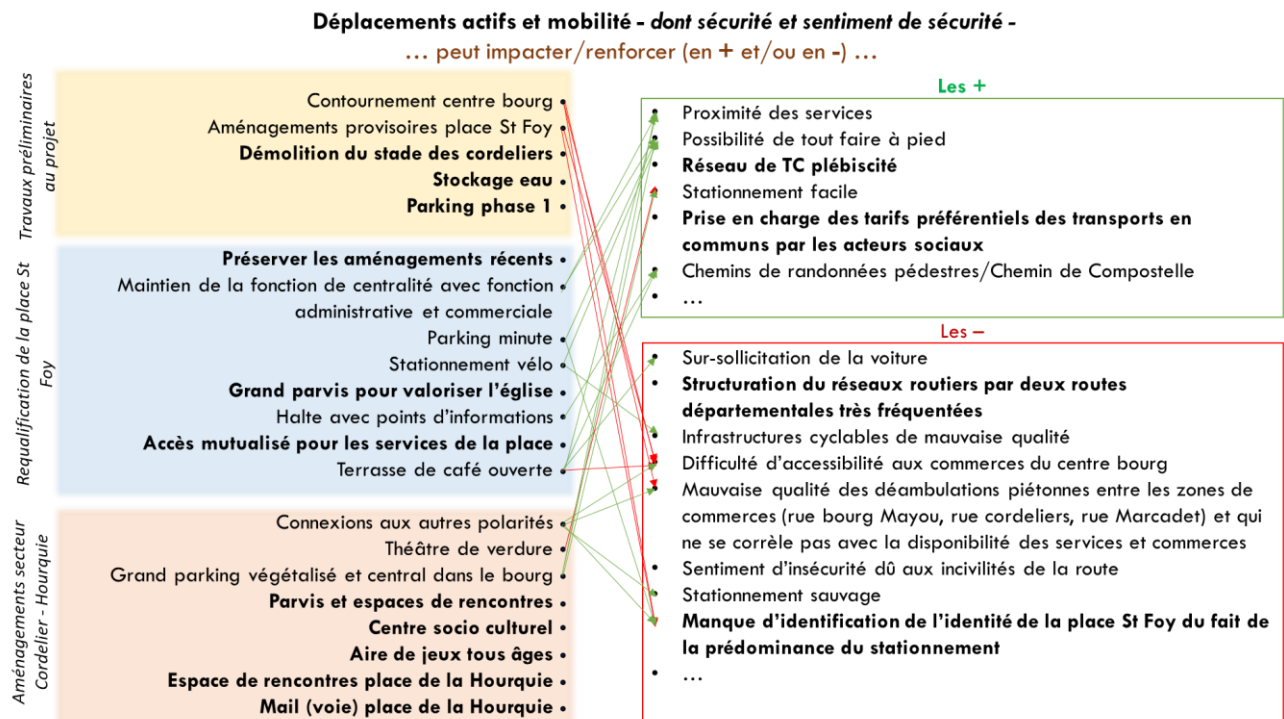 Déplacements actifs et mobilité - dont sécurité et sentiment de sécurité -
… peut impacter/renforcer (en + et/ou en -) …
Travaux préliminaires
au projet
Contournement centre bourg •
Aménagements provisoires place St Foy •
Démolition du stade des cordeliers •
Stockage eau •
Parking phase 1 •
Requalification de la place St
Foy
Préserver les aménagements récents •
Maintien de la fonction de centralité avec fonction •
administrative et commerciale
Parking minute •
Stationnement vélo •
Grand parvis pour valoriser l’église •
Halte avec points d’informations •
Accès mutualisé pour les services de la place •
Terrasse de café ouverte •
Aménagements secteur
Cordelier - Hourquie
Connexions aux autres polarités •
Théâtre de verdure •
Grand parking végétalisé et central dans le bourg •
Parvis et espaces de rencontres •
Centre socio culturel •
Aire de jeux tous âges •
Espace de rencontres place de la Hourquie •
Mail (voie) place de la Hourquie •
Les +
• Proximité des services
• Possibilité de tout faire à pied
• Réseau de TC plébiscité
• Stationnement facile
• Prise en charge des tarifs préférentiels des transports en
communs par les acteurs sociaux
• Chemins de randonnées pédestres/Chemin de Compostelle
• …
Les –
• Sur-sollicitation de la voiture
• Structuration du réseaux routiers par deux routes
départementales très fréquentées
• Infrastructures cyclables de mauvaise qualité
• Difficulté d’accessibilité aux commerces du centre bourg
• Mauvaise qualité des déambulations piétonnes entre les zones de
commerces (rue bourg Mayou, rue cordeliers, rue Marcadet) et qui
ne se corrèle pas avec la disponibilité des services et commerces
• Sentiment d’insécurité dû aux incivilités de la route
• Stationnement sauvage
• Manque d’identification de l’identité de la place St Foy du fait de
la prédominance du stationnement
• …